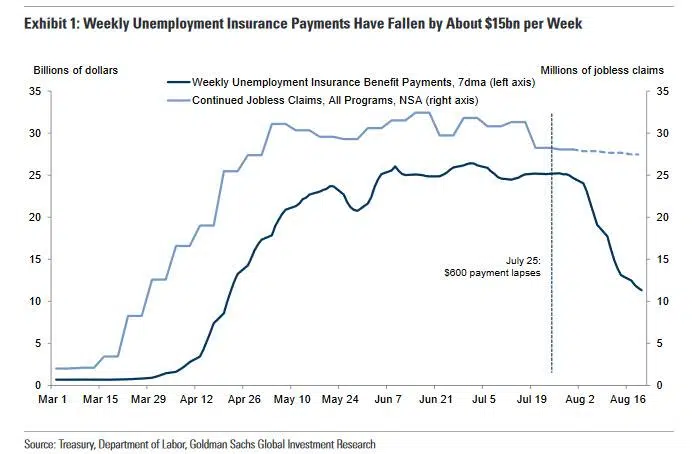 Exhibit 1: Weekly Unemployment Insurance Payments Have Fallen by About $15bn per Week
Billions of dollars
Millions of jobless claims
Weekly Unemployment Insurance Benefit Payments, 7dma (left axis)
Continued Jobless Claims, All Programs, NSA (right axis)
35 35
30 30
25 25
20 20
July 25:
$600 payment lapses
15 15
10 10
5 5
0 0
Mar 1 Mar 15 Mar 29 Apr 12 Apr 26 May 10 May 24 Jun 7 Jun 21 Jul 5 Jul 19 Aug 2 Aug 16
Source: Treasury, Department of Labor, Goldman Sachs Global Investment Research